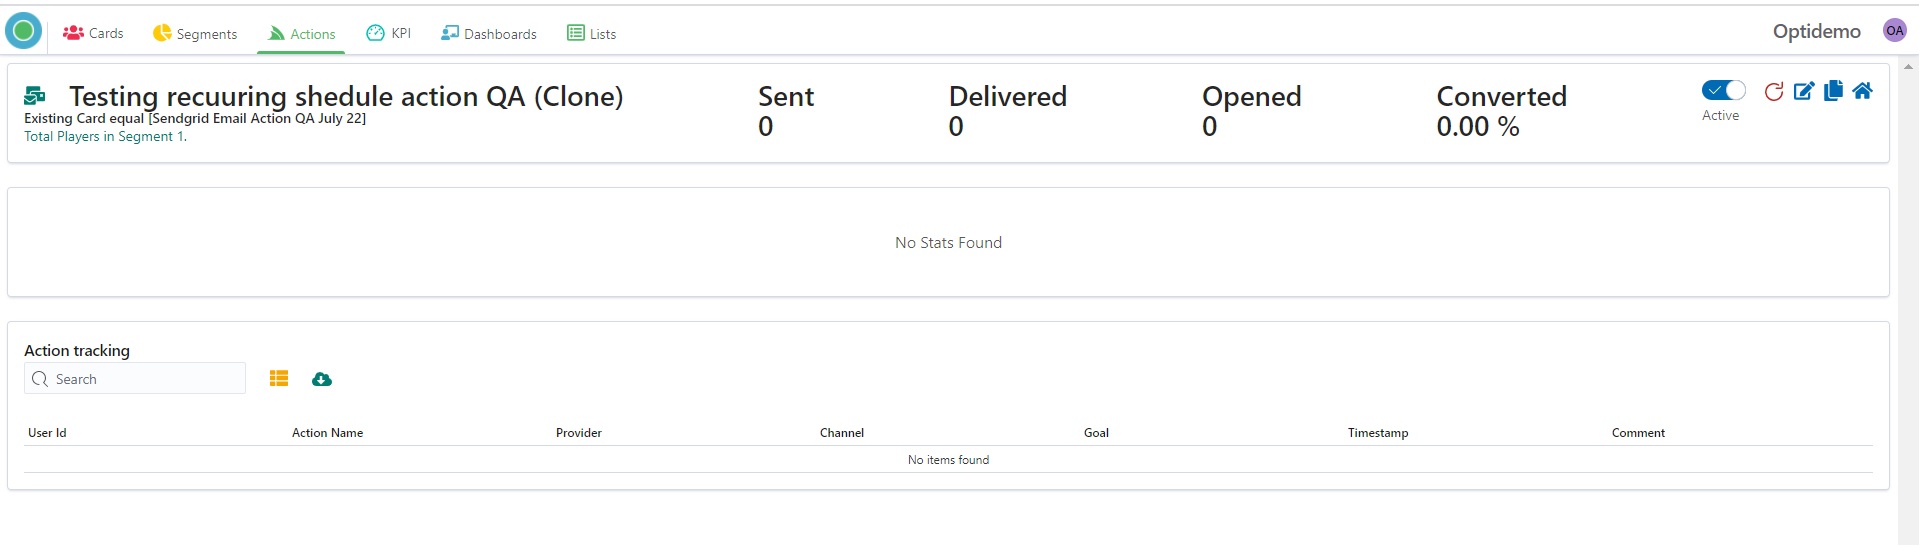 Cards Segments Actions KPI Dashboards Lists Optidemo OA
Testing recuuring shedule action QA (Clone)
Existing Card equal [Sendgrid Email Action QA July 22]
Total Players in Segment 1.
Sent
0
Delivered
0
Opened
0
Converted
0.00 %
Active
No Stats Found
Action tracking
Search
User Id Action Name Provider Channel Goal Timestamp Comment
No items found